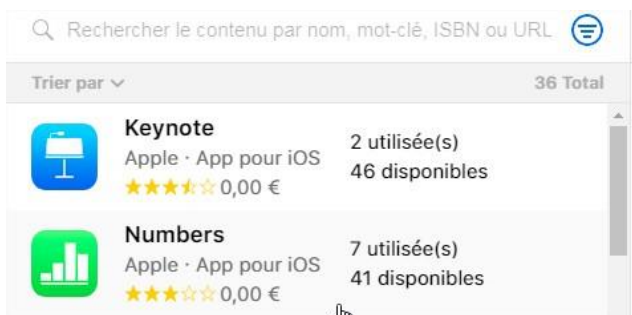 Rechercher le contenu par nom, mot-clé, ISBN ou URL
Trier par
36 Total
Keynote
Apple · App pour iOS
0,00 €
2 utilisée(s)
46 disponibles
Numbers
Apple · App pour iOS
0,00 €
7 utilisée(s)
41 disponibles